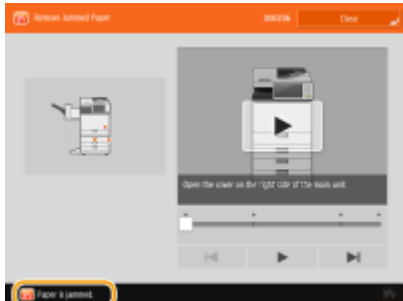 Remove Jammed Paper
Close
Open the cover on the right side of the main unit.
Paper is jammed.